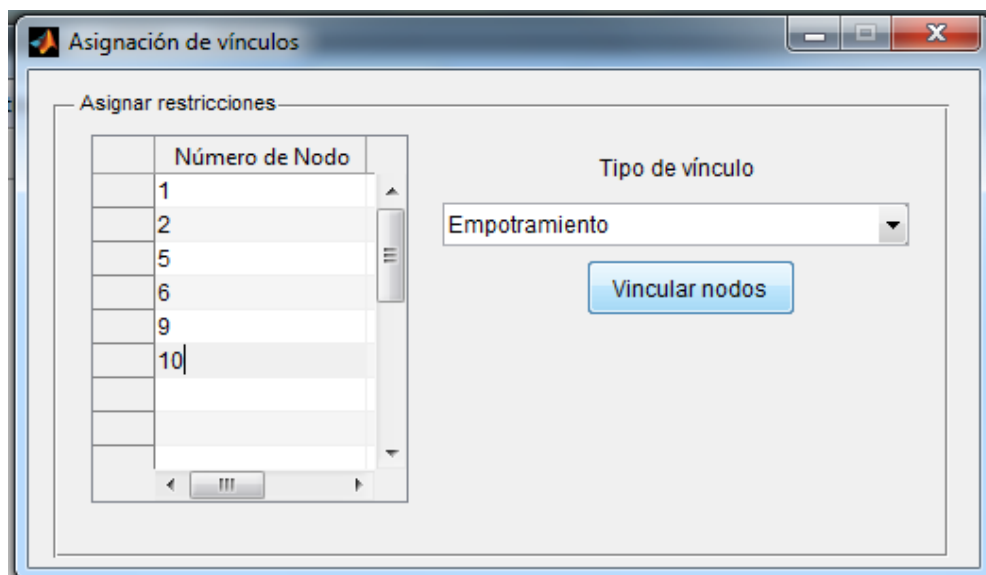 Asignación de vínculos
Asignar restricciones
Número de Nodo
1
2
5
6
9
10
Tipo de vínculo
Empotramiento
Vincular nodos